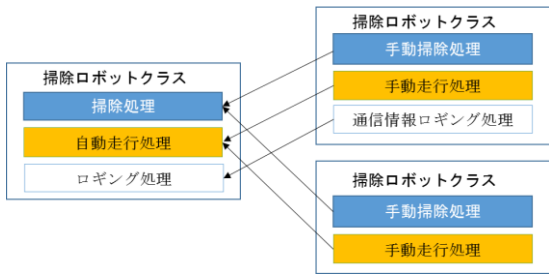 掃除ロボットクラス
掃除処理
自動走行処理
ロギング処理
掃除ロボットクラス
手動掃除処理
手動走行処理
通信情報ロギング処理
掃除ロボットクラス
手動掃除処理
手動走行処理